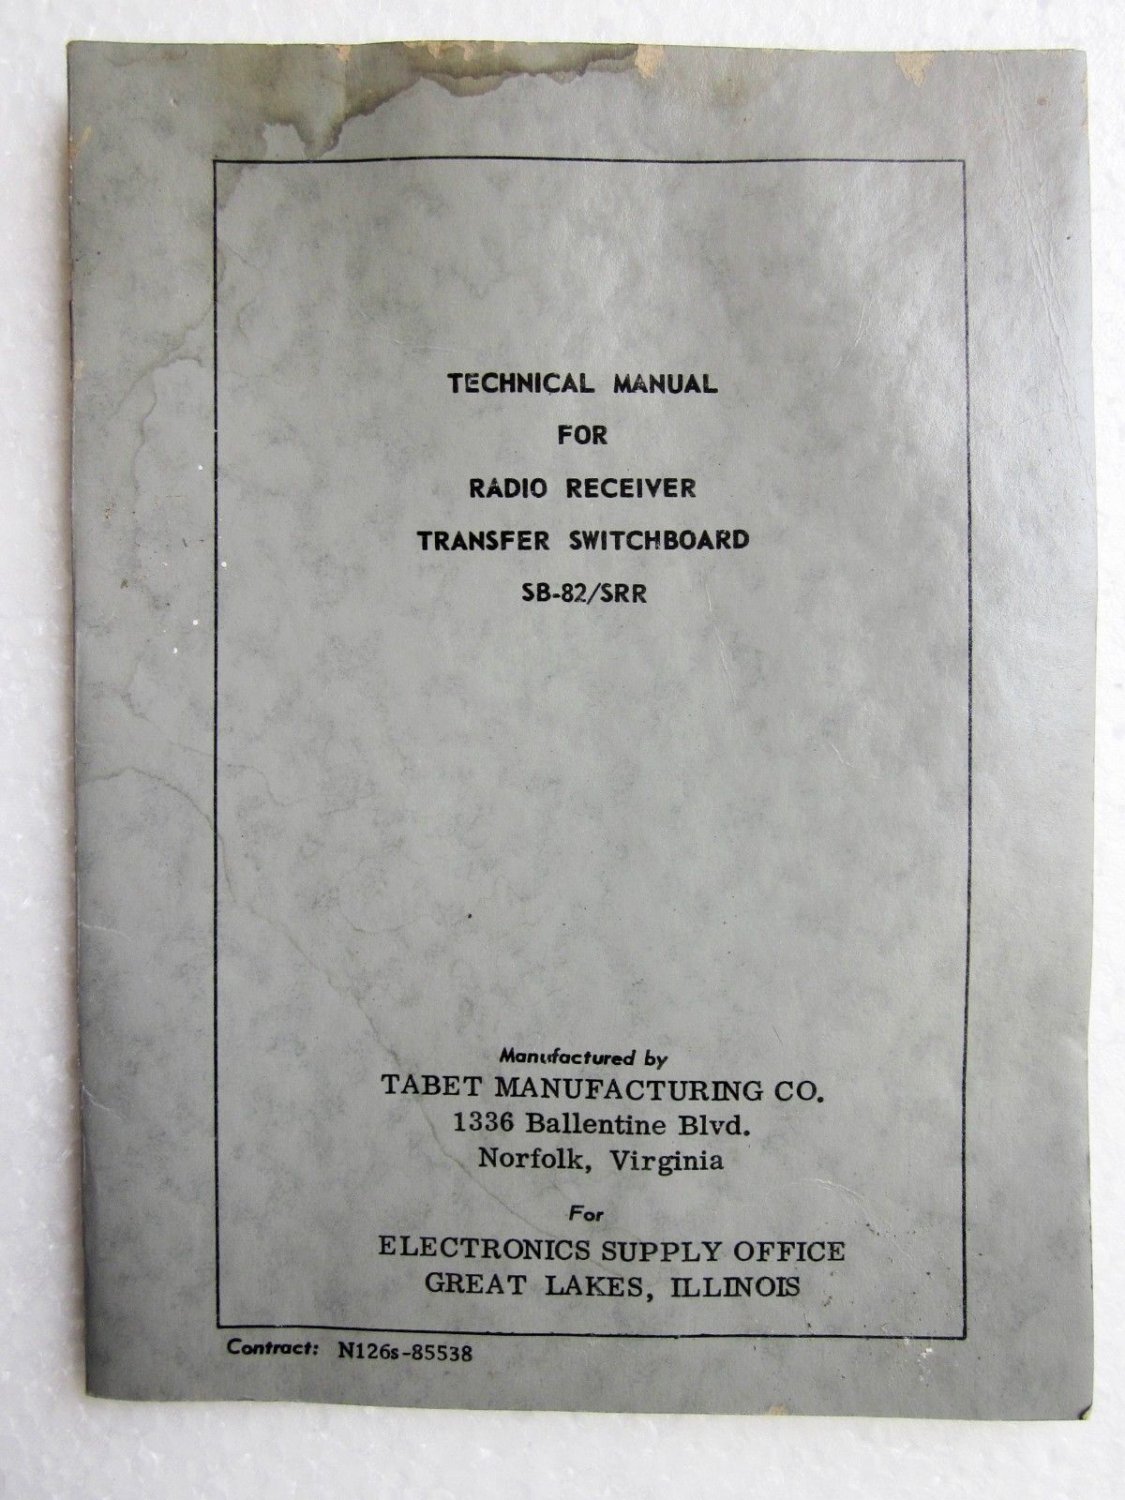 TECHNICAL MANUAL
FOR
RADIO RECEIVER
TRANSFER SWITCHBOARD
SB-82/SRR
Manufactured by
TABET MANUFACTURING CO.
1336 Ballentine Blvd.
Norfolk, Virginia
For
ELECTRONICS SUPPLY OFFICE
GREAT LAKES, ILLINOIS
Contract: N126s-85538